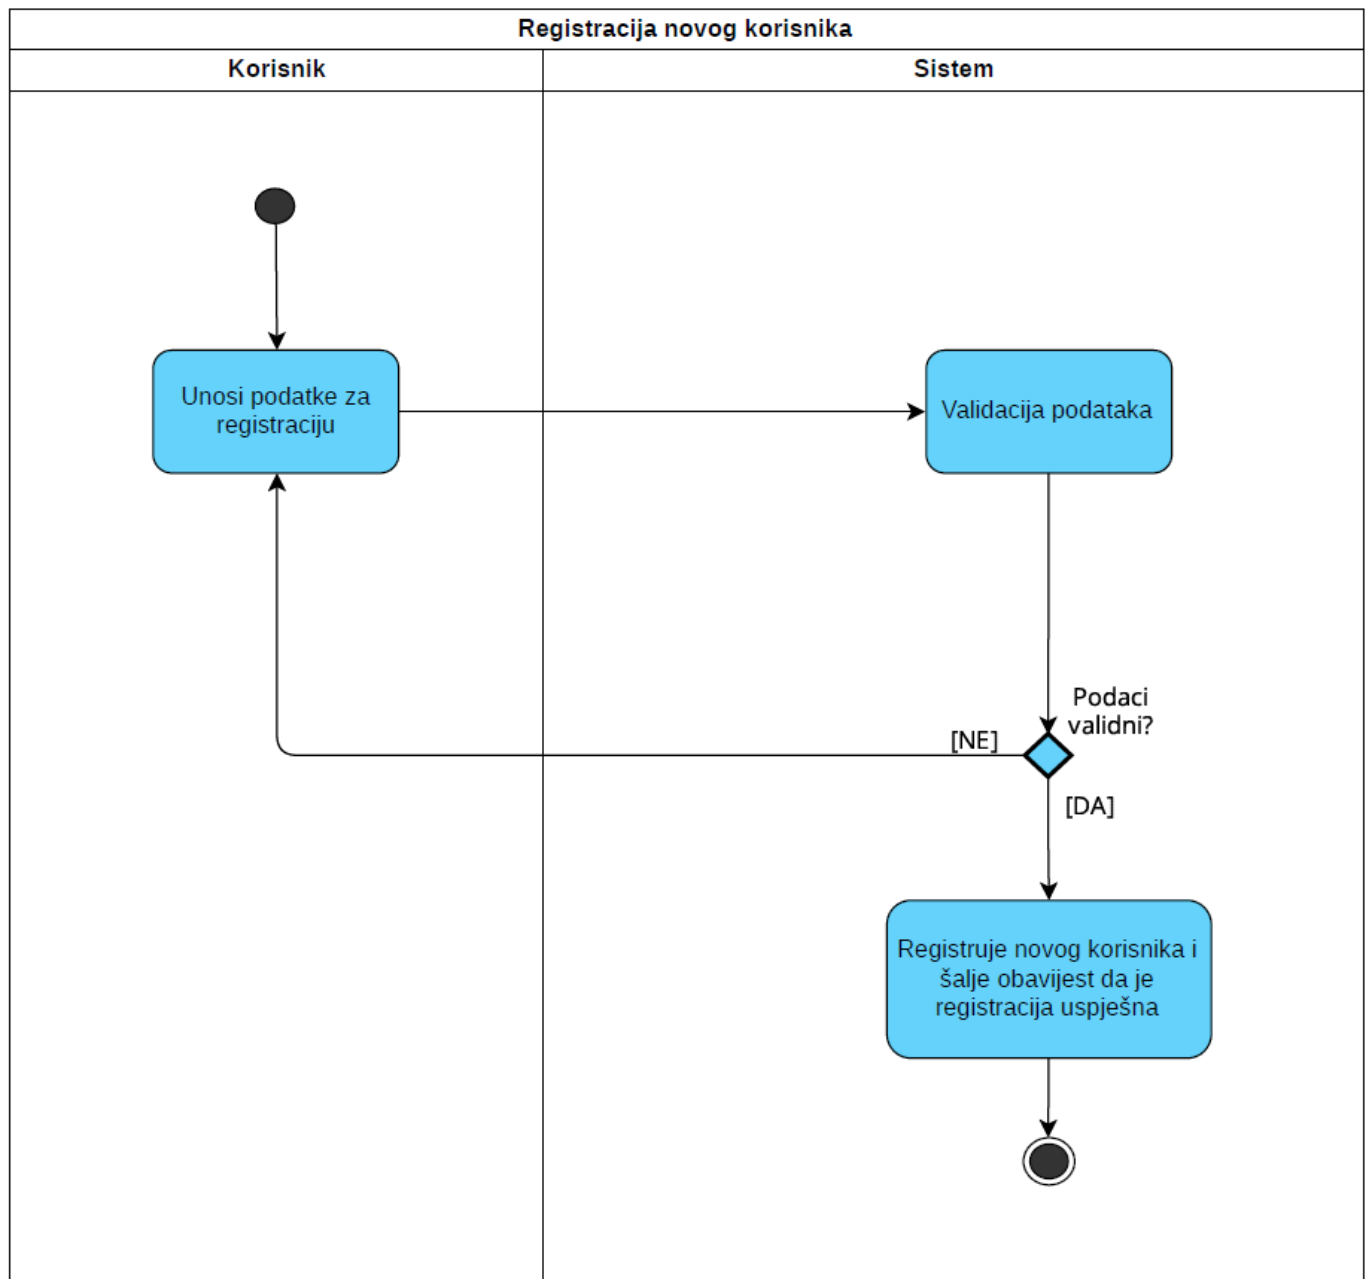 Registracija novog korisnika
Korisnik
Sistem
Unosi podatke za
registraciju
Validacija podataka
Podaci
validni?
[NE]
[DA]
Registruje novog korisnika i
šalje obavijest da je
registracija uspješna